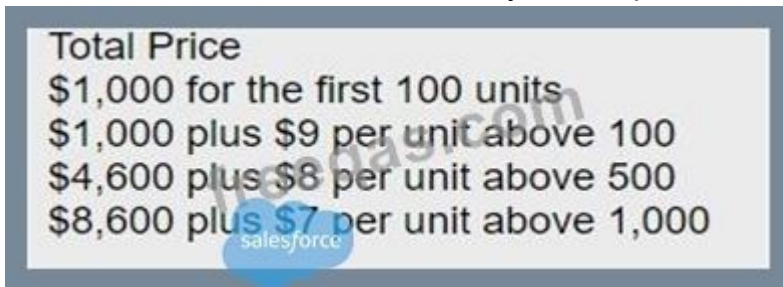 Total Price
$1,000 for the first 100 units
$1,000 plus $9 per unit above 100
$4,600 plus $8 per unit above 500
$8,600 plus $7 per unit above 1,000
salesforce